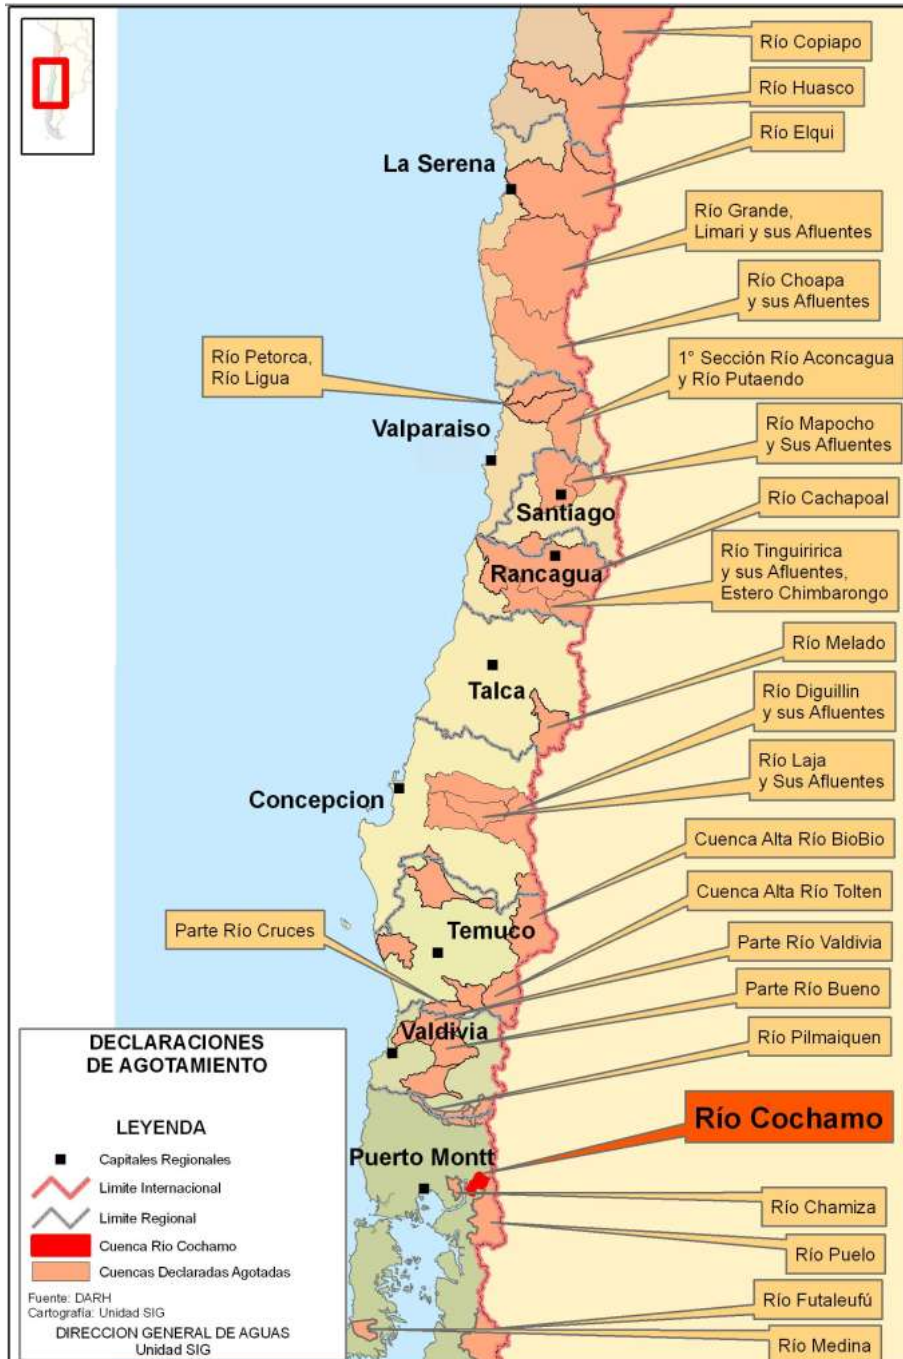 Río Copiapo
Río Huasco
Río Elqui
La Serena
Río Grande,
Limari y sus Afluentes
Río Choapa
y sus Afluentes
Río Petorca,
Río Ligua
1° Sección Río Aconcagua
y Río Putaendo
Valparaiso
Río Mapocho
y Sus Afluentes
Río Cachapoal
Santiago
Rancagua
Río Tinguiririca
y sus Afluentes,
Estero Chimbarongo
Río Melado
Talca
Río Diguillin
y sus Afluentes
Río Laja
y Sus Afluentes
Concepcion
Cuenca Alta Río BioBio
Cuenca Alta Río Tolten
Parte Río Cruces
Temuco
Parte Río Valdivia
Parte Río Bueno
Valdivia
Río Pilmaiquen
Río Cochamo
Puerto Montt
Río Chamiza
Río Puelo
Río Futaleufú
Río Medina
DECLARACIONES
DE AGOTAMIENTO
LEYENDA
Capitales Regionales
Limite Internacional
Limite Regional
Cuenca Rio Cochamo
Cuencas Declaradas Agotadas
Fuente: DARH
Cartografía: Unidad SIG
DIRECCION GENERAL DE AGUAS
Unidad SIG